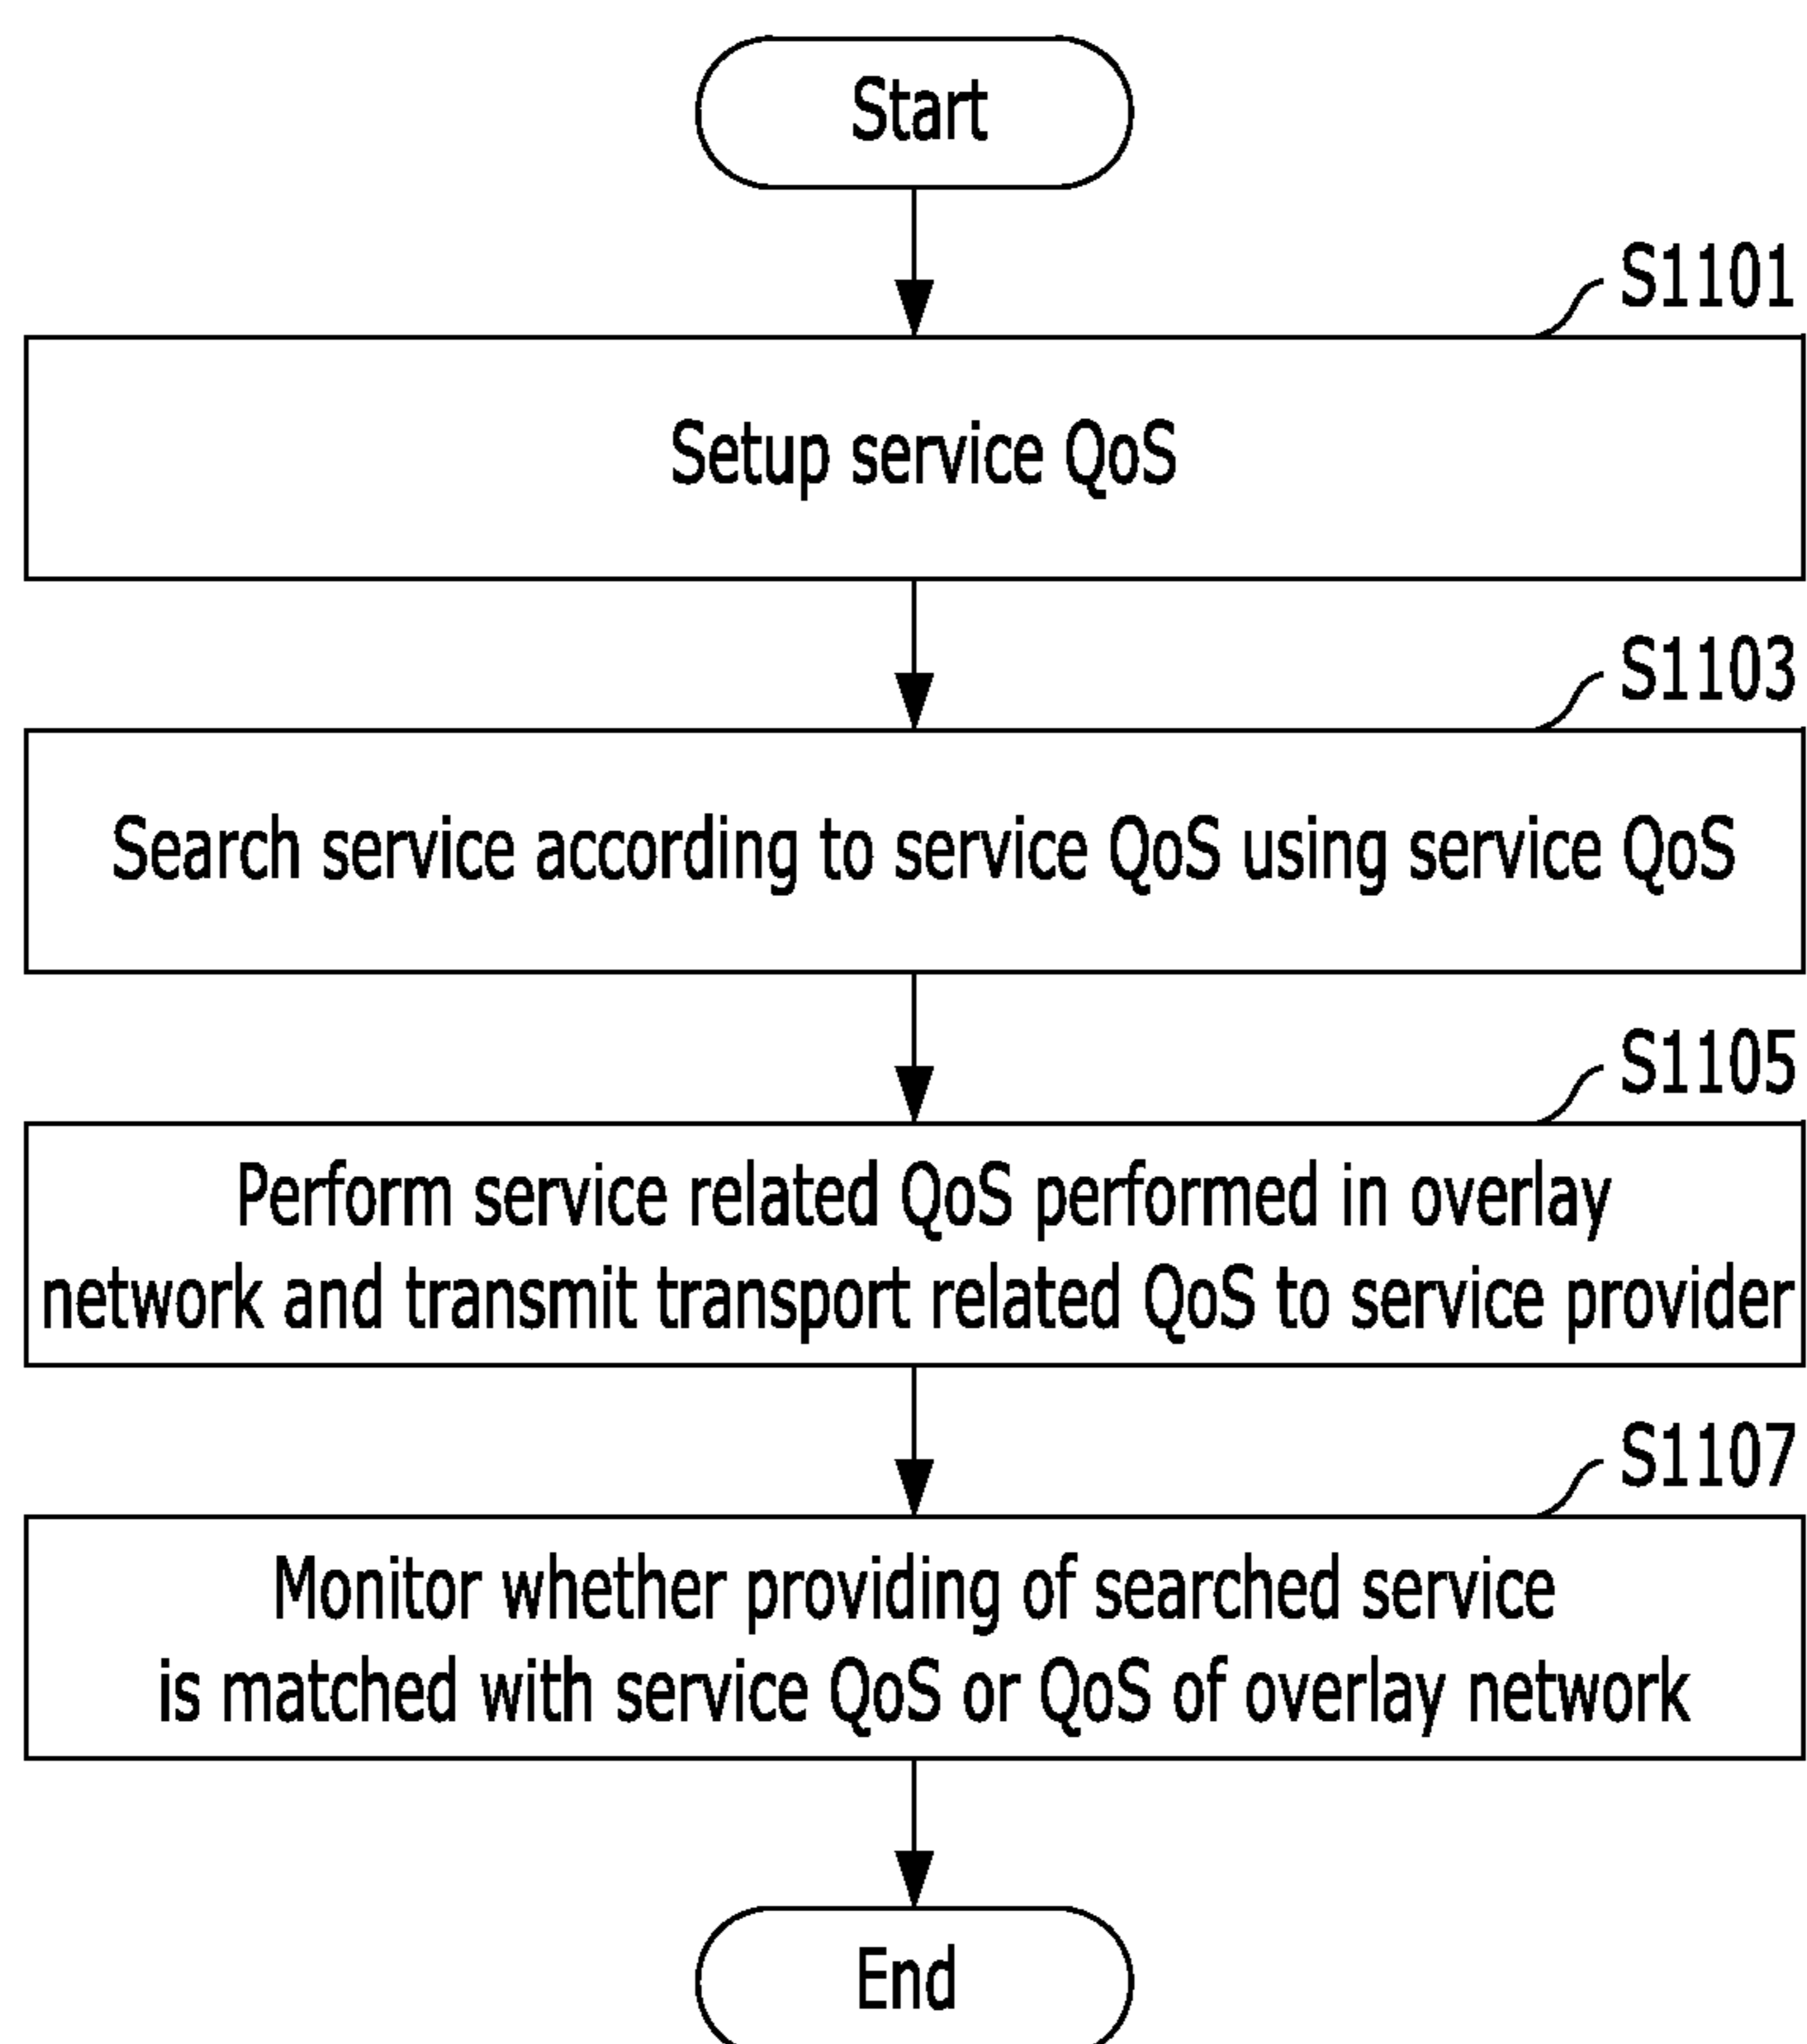 Start
S1101
Setup service QoS
S1103
Search service according to service QoS using service QoS
S1105
Perform service related QoS performed in overlay
network and transmit transport related QoS to service provider
S1107
Monitor whether providing of searched service
is matched with service QoS or QoS of overlay network
End